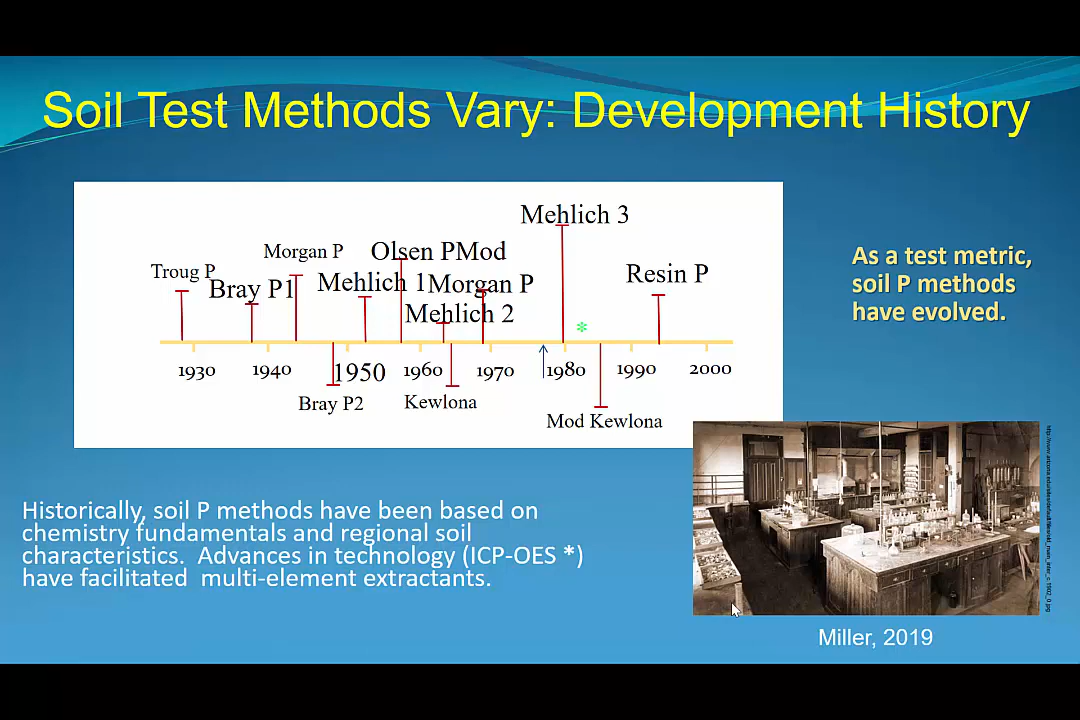 Soil Test Methods Vary: Development History
Mehlich 3
Morgan P
Olsen P
Mod
Troug P
Bray P1
Mehlich 1
Morgan P
Resin P
Mehlich 2
*
1930
1940
1950
1960
1970
1980
1990
2000
Bray P2
Kewlona
Mod Kewlona
As a test metric,
soil P methods
have evolved.
Historically, soil P methods have been based on
chemistry fundamentals and regional soil
characteristics. Advances in technology (ICP-OES *)
have facilitated multi-element extractants.
Miller, 2019